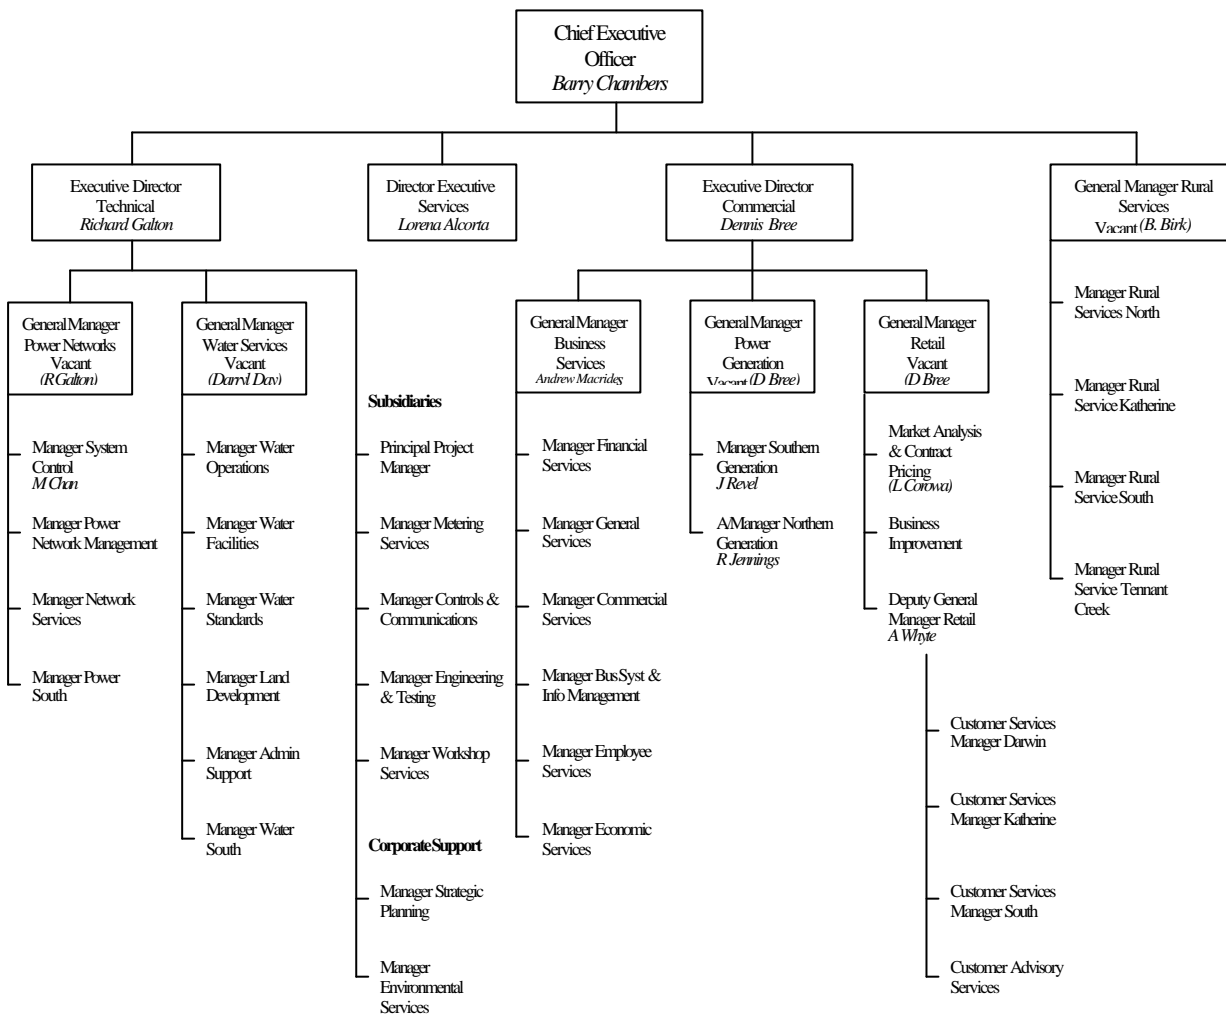 Chief Executive
Officer
Barry Chambers
Executive Director
Technical
Richard Galton
Director Executive
Services
Lorena Alcorta
Executive Director
Commercial
Dennis Bree
General Manager Rural
Services
Vacant (B. Birk)
General Manager
Power Networks
Vacant
(R Galton)
General Manager
Water Services
Vacant
(Darryl Day)
General Manager
Business
Services
Andrew Macrides
General Manager
Power
Generation
Vacant (D Bree)
General Manager
Retail
Vacant
(D Bree
Manager System
Control
M Chan
Manager Power
Network Management
Manager Network
Services
Manager Power
South
Manager Water
Operations
Manager Water
Facilities
Manager Water
Standards
Manager Land
Development
Manager Admin
Support
Manager Water
South
Subsidiaries
Principal Project
Manager
Manager Metering
Services
Manager Controls &
Communications
Manager Engineering
& Testing
Manager Workshop
Services
Corporate Support
Manager Strategic
Planning
Manager
Environmental
Services
Manager Financial
Services
Manager General
Services
Manager Commercial
Services
Manager Bus Syst &
Info Management
Manager Employee
Services
Manager Economic
Services
Manager Southern
Generation
J Revel
A/Manager Northern
Generation
R Jennings
Market Analysis
& Contract
Pricing
(L Corowa)
Business
Improvement
Deputy General
Manager Retail
A Whyte
Customer Services
Manager Darwin
Customer Services
Manager Katherine
Customer Services
Manager South
Customer Advisory
Services
Manager Rural
Services North
Manager Rural
Service Katherine
Manager Rural
Service South
Manager Rural
Service Tennant
Creek